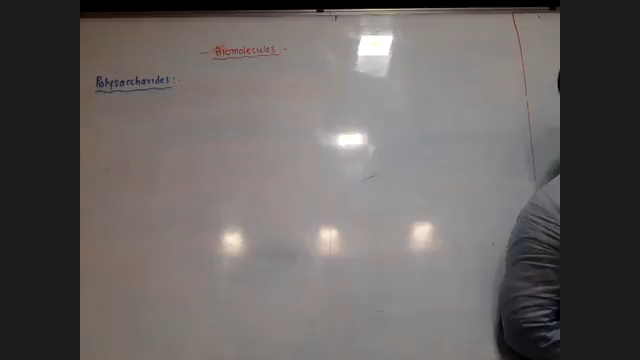 - Biomolecules -
Polysaccharides :-